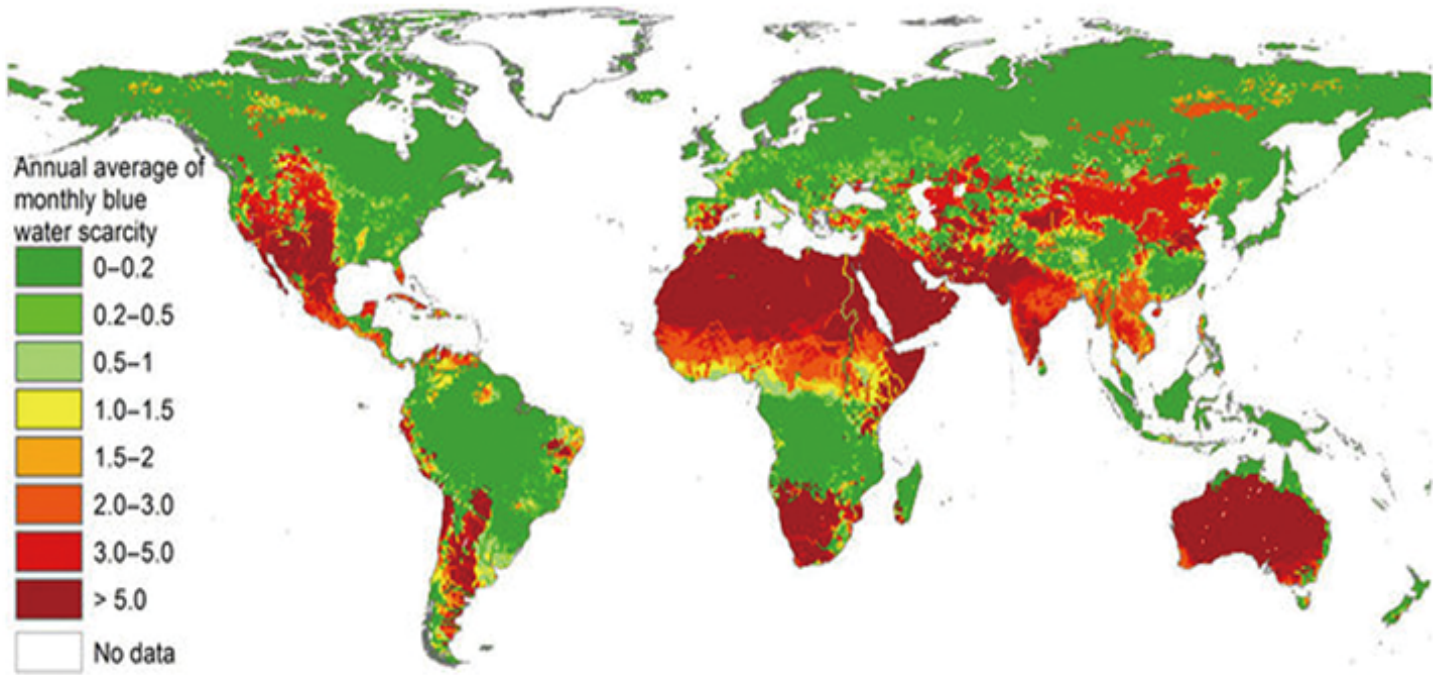 Annual average of
monthly blue
water scarcity
0–0.2
0.2–0.5
0.5–1
1.0–1.5
1.5–2
2.0–3.0
3.0–5.0
> 5.0
No data